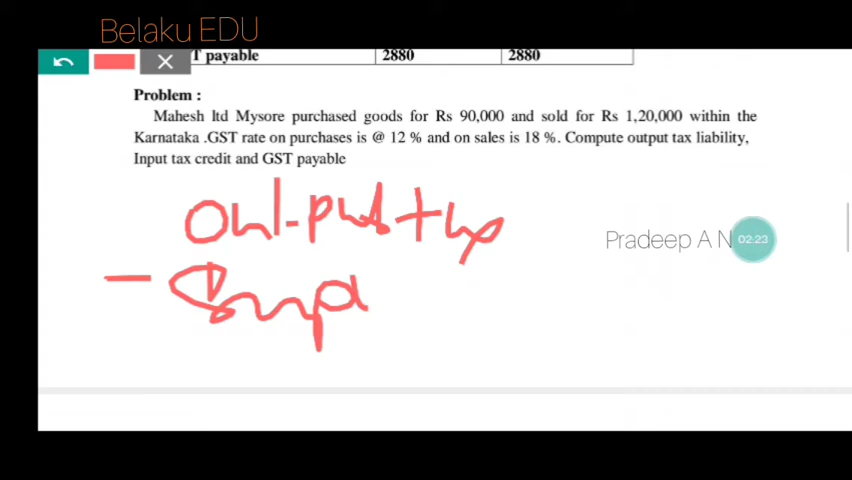 Belaku EDU
T payable 2880 2880
Problem :
Mahesh ltd Mysore purchased goods for Rs 90,000 and sold for Rs 1,20,000 within the
Karnataka .GST rate on purchases is @ 12 % and on sales is 18 %. Compute output tax liability,
Input tax credit and GST payable
Pradeep A N 02:23